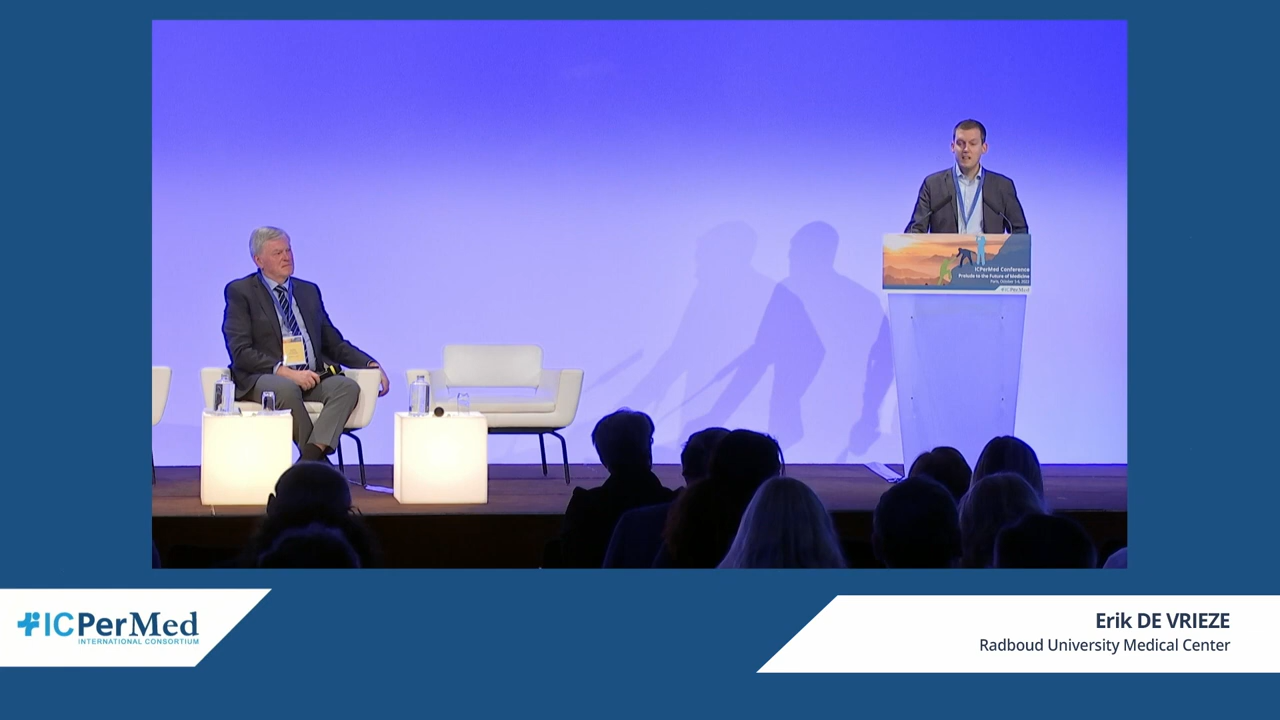 ICPerMed Conference
Prelude to the Future of Medicine
ICPerMed
INTERNATIONAL CONSORTIUM
Erik DE VRIEZE
Radboud University Medical Center